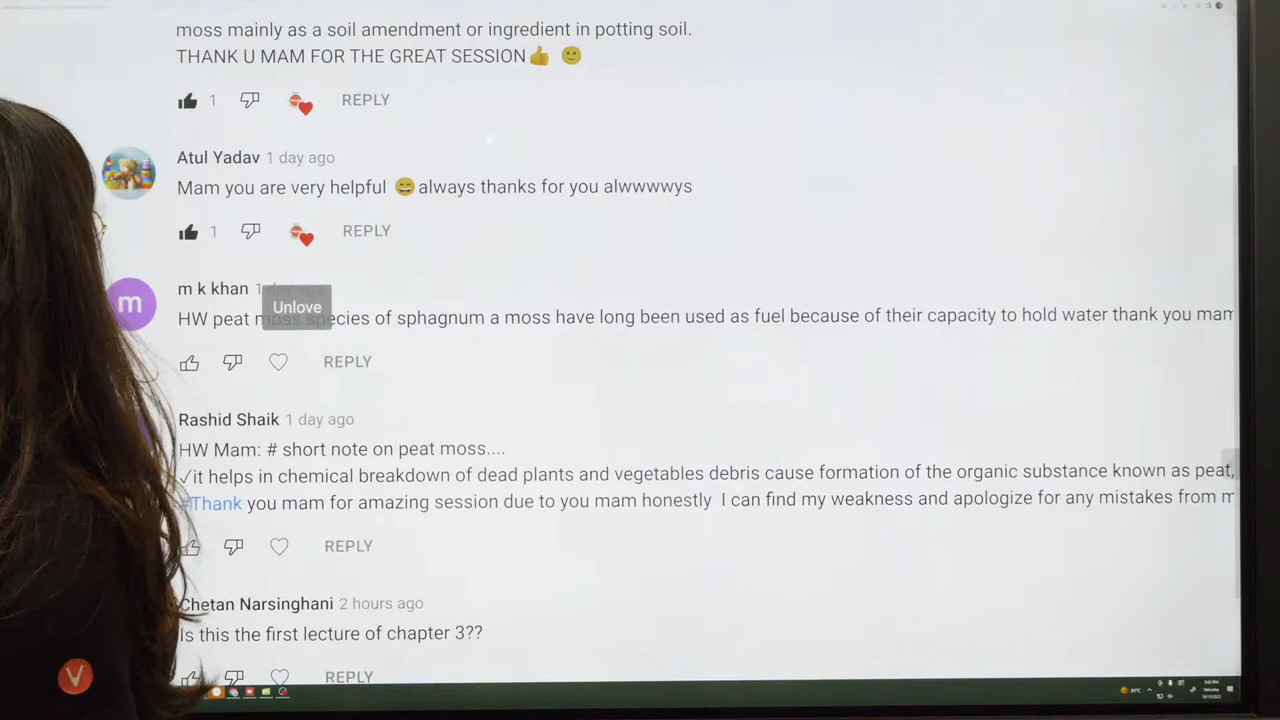 moss mainly as a soil amendment or ingredient in potting soil.
THANK U MAM FOR THE GREAT SESSION👍 🙂
1 REPLY
Atul Yadav 1 day ago
Mam you are very helpful 😄always thanks for you alwwwwys
1 REPLY
m k khan 1 day ago
m
Unlove
HW peat moss species of sphagnum a moss have long been used as fuel because of their capacity to hold water thank you mam
REPLY
Rashid Shaik 1 day ago
HW Mam: # short note on peat moss....
✓it helps in chemical breakdown of dead plants and vegetables debris cause formation of the organic substance known as peat,
#Thank you mam for amazing session due to you mam honestly I can find my weakness and apologize for any mistakes from m
REPLY
Chetan Narsinghani 2 hours ago
Is this the first lecture of chapter 3??
REPLY
V
31°C